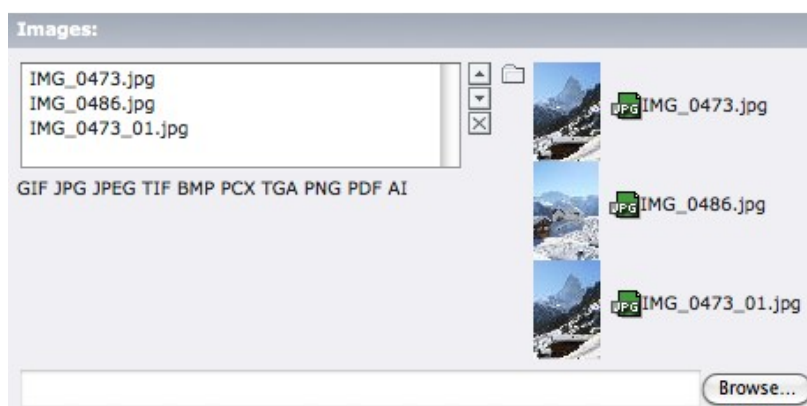 Images:
IMG_0473.jpg
IMG_0486.jpg
IMG_0473_01.jpg
GIF JPG JPEG TIF BMP PCX TGA PNG PDF AI
JPG IMG_0473.jpg
JPG IMG_0486.jpg
JPG IMG_0473_01.jpg
Browse...